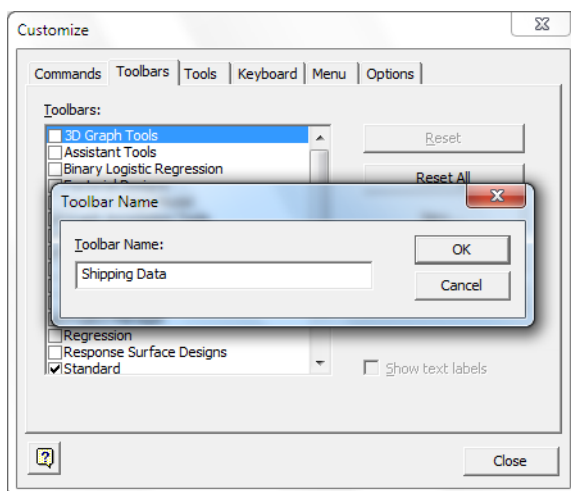 Customize
Commands Toolbars Tools Keyboard Menu Options
Toolbars:
3D Graph Tools
Assistant Tools
Binary Logistic Regression
Reset
Reset All
Toolbar Name
Toolbar Name:
Shipping Data
OK
Cancel
Regression
Response Surface Designs
Standard
Show text labels
Close